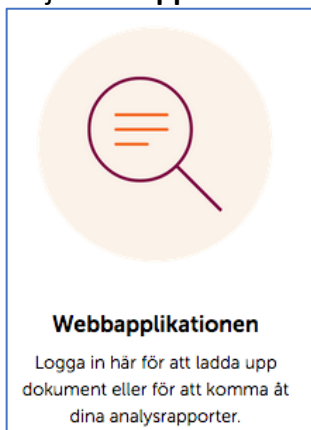 Webbapplikationen
Logga in här för att ladda upp
dokument eller för att komma åt
dina analysrapporter.